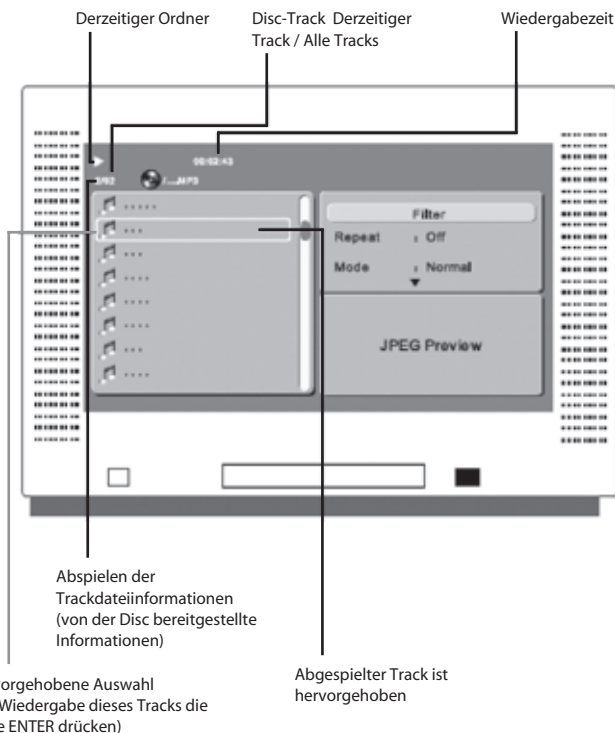 Derzeitiger Ordner
Disc-Track Derzeitiger
Track / Alle Tracks
Wiedergabezeit
00:02:43
2/92
/...MP3
Filter
Repeat : Off
Mode : Normal
JPEG Preview
Abspielen der
Trackdateiinformationen
(von der Disc bereitgestellte
Informationen)
orgehobene Auswahl
Wiedergabe dieses Tracks die
e ENTER drücken)
Abgespielter Track ist
hervorgehoben